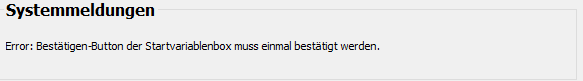 Systemmeldungen
Error: Bestätigen-Button der Startvariablenbox muss einmal bestätigt werden.